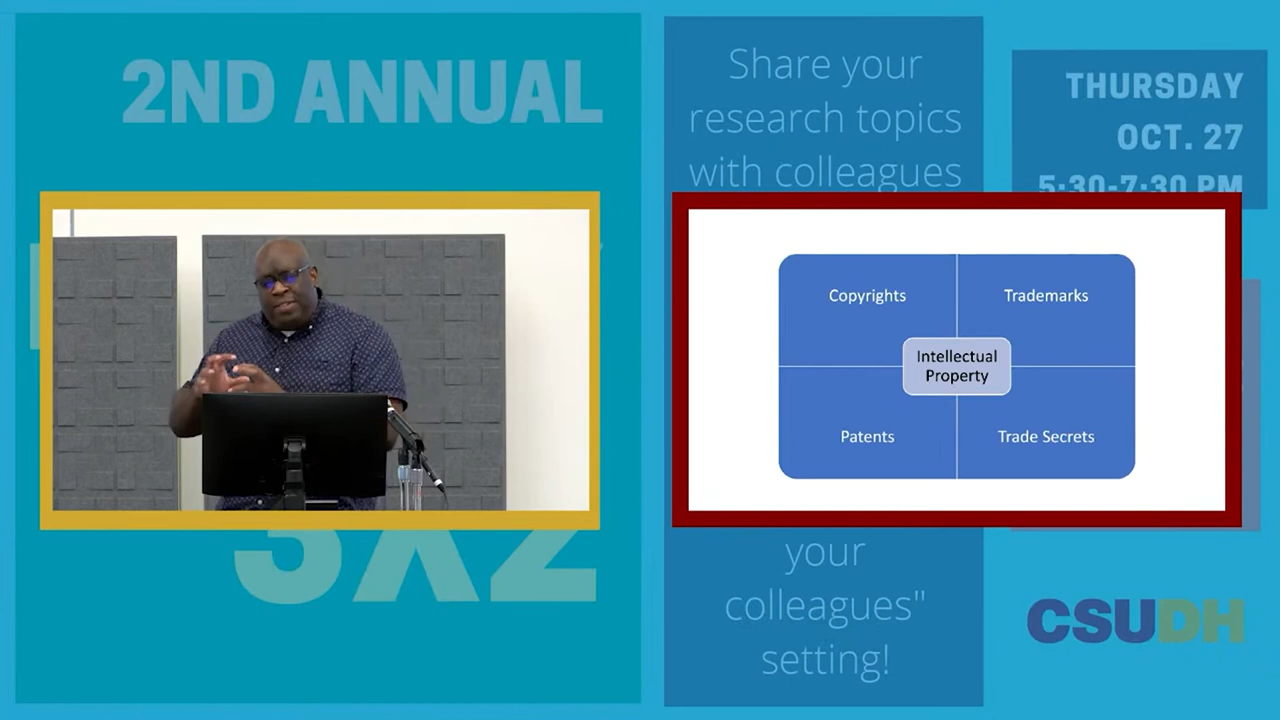 2ND ANNUAL
3X2
Share your
research topics
with colleagues
your
colleagues"
setting!
THURSDAY
OCT. 27
5:30-7:30 PM
Copyrights
Trademarks
Intellectual
Property
Patents
Trade Secrets
CSUDH